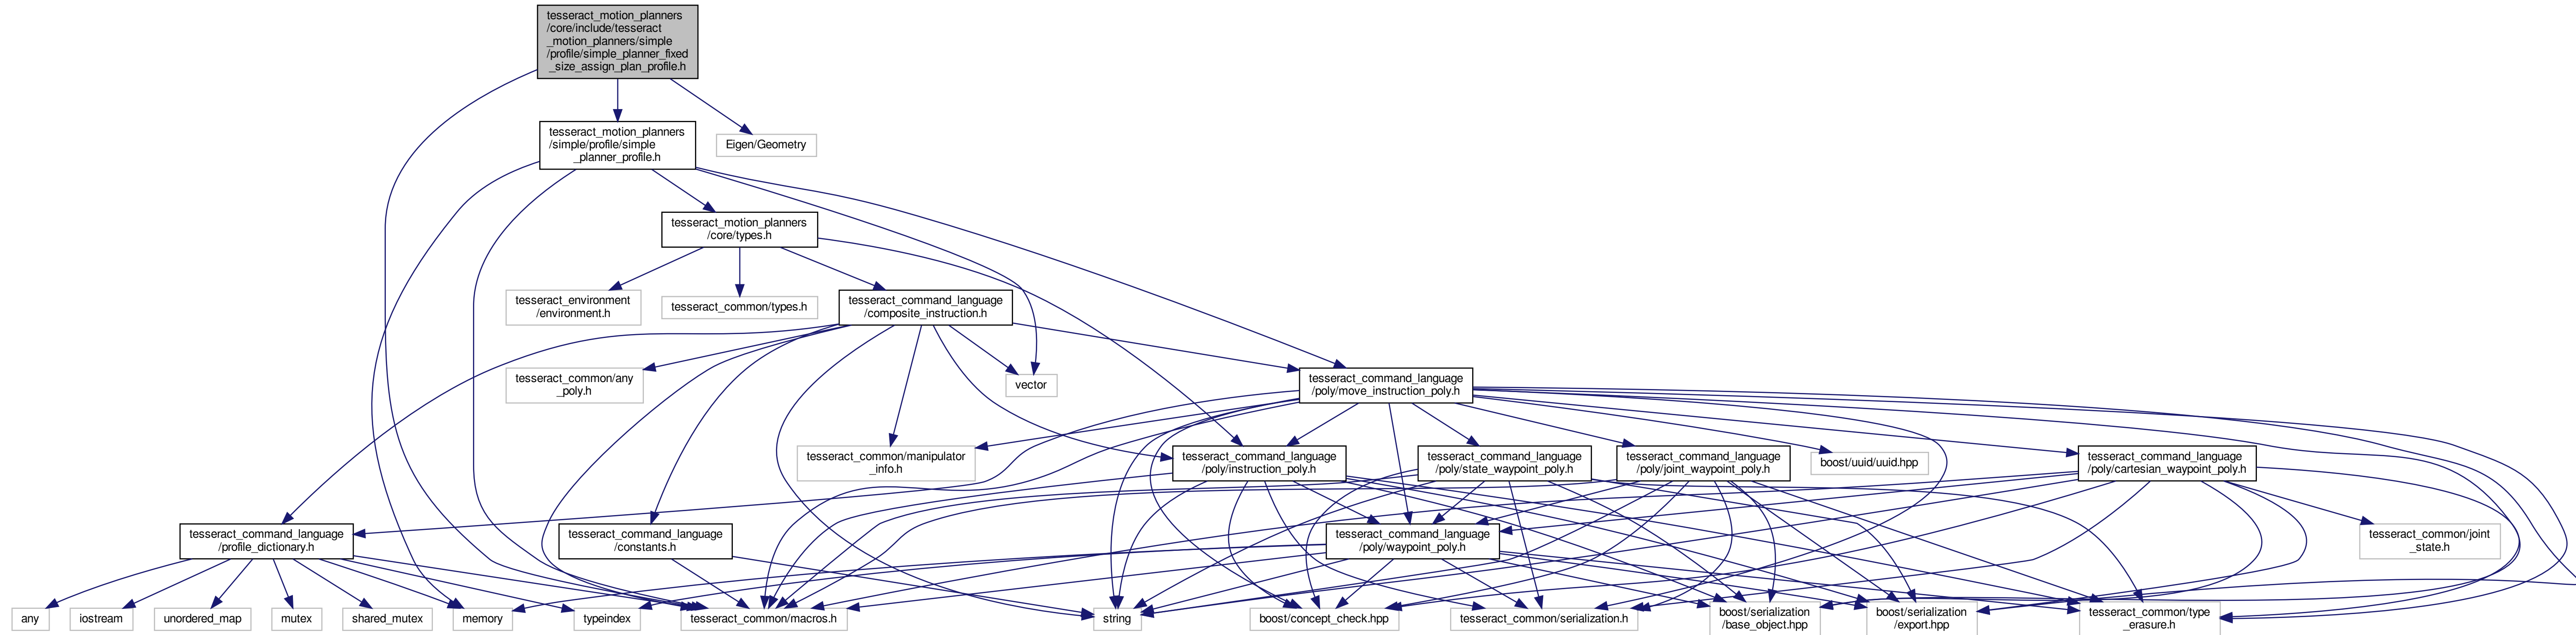 tesseract_motion_planners
/core/include/tesseract
_motion_planners/simple
/profile/simple_planner_fixed
_size_assign_plan_profile.h
tesseract_motion_planners
/simple/profile/simple
_planner_profile.h
Eigen/Geometry
tesseract_motion_planners
/core/types.h
tesseract_environment
/environment.h
tesseract_common/types.h
tesseract_command_language
/composite_instruction.h
tesseract_common/any
_poly.h
vector
tesseract_command_language
/poly/move_instruction_poly.h
tesseract_common/manipulator
_info.h
tesseract_command_language
/poly/instruction_poly.h
tesseract_command_language
/poly/state_waypoint_poly.h
tesseract_command_language
/poly/joint_waypoint_poly.h
boost/uuid/uuid.hpp
tesseract_command_language
/poly/cartesian_waypoint_poly.h
tesseract_command_language
/profile_dictionary.h
tesseract_command_language
/constants.h
tesseract_command_language
/poly/waypoint_poly.h
tesseract_common/joint
_state.h
any
iostream
unordered_map
mutex
shared_mutex
memory
typeindex
tesseract_common/macros.h
string
boost/concept_check.hpp
tesseract_common/serialization.h
boost/serialization
/base_object.hpp
boost/serialization
/export.hpp
tesseract_common/type
_erasure.h